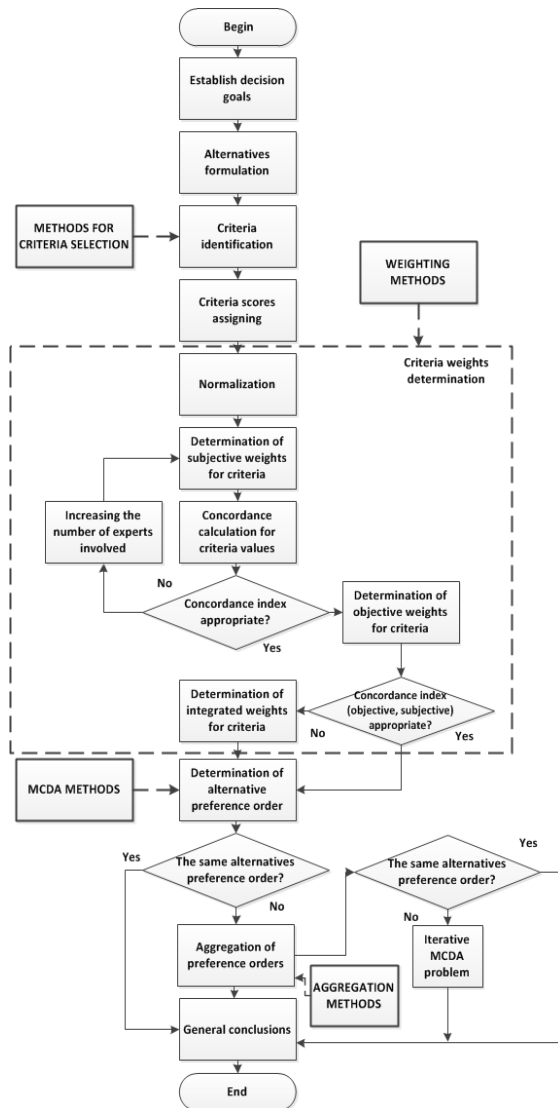 Begin
Establish decision
goals
Alternatives
formulation
METHODS FOR
CRITERIA SELECTION
Criteria
identification
WEIGHTING
METHODS
Criteria scores
assigning
Criteria weights
determination
Normalization
Determination of
subjective weights
for criteria
Increasing the
number of experts
involved
Concordance
calculation for
criteria values
No
Concordance index
appropriate?
Yes
Determination of
objective weights
for criteria
Determination of
integrated weights
for criteria
Concordance index
(objective, subjective)
appropriate?
No
Yes
MCDA METHODS
Determination of
alternative
preference order
Yes
The same alternatives
preference order?
No
The same alternatives
preference order?
Yes
No
Aggregation of
preference orders
Iterative
MCDA
problem
AGGREGATION
METHODS
General conclusions
End